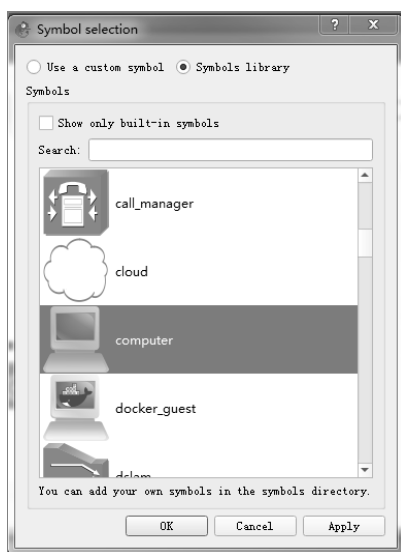 Symbol selection
? X
Use a custom symbol Symbols library
Symbols
Show only built-in symbols
Search:
call_manager
cloud
computer
docker_guest
dslam
You can add your own symbols in the symbols directory.
OK Cancel Apply